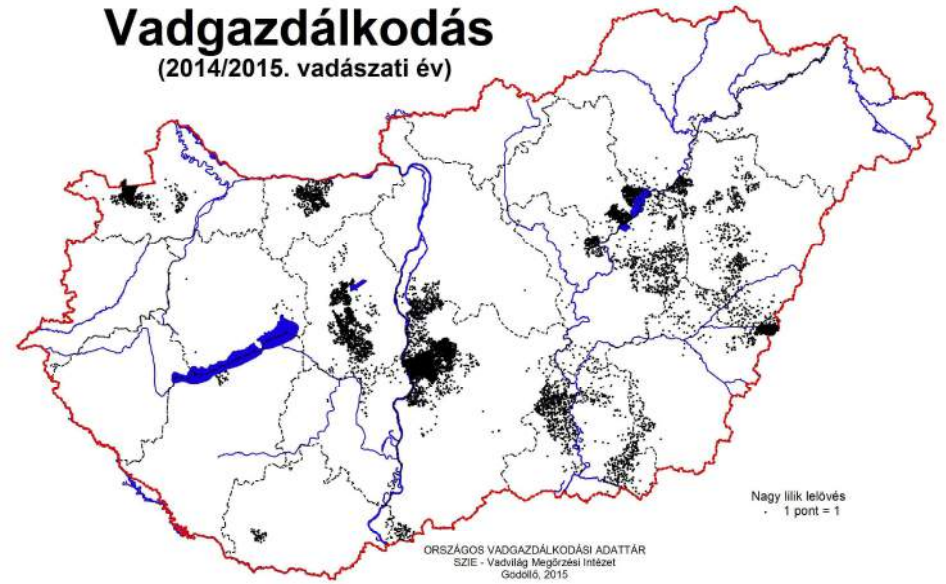 Vadgazdálkodás
(2014/2015. vadászati év)
Nagy lilik lelövés
. 1 pont = 1
ORSZÁGOS VADGAZDÁLKODÁSI ADATTÁR
SZIE - Vadvilág Megőrzési Intézet
Gödöllő, 2015